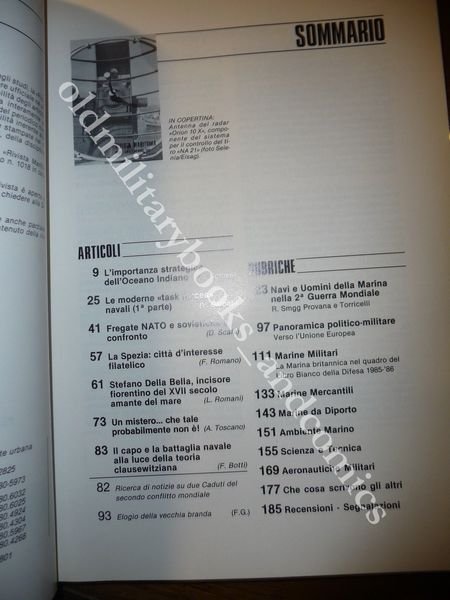 SOMMARIO
IN COPERTINA:
Antenna del radar
«Orion 10 X», compo-
nente del sistema
per il controllo del ti-
ro «NA 21» (foto Sele-
nia/Elsag).
ARTICOLI
9 L'importanza strategica
dell'Oceano Indiano
25 Le moderne «task forces»
navali (1ª parte)
41 Fregate NATO e sovietiche a
confronto (D. Scala)
57 La Spezia: città d'interesse
filatelico (F. Romano)
61 Stefano Della Bella, incisore
fiorentino del XVII secolo
amante del mare (L. Romani)
73 Un mistero... che tale
probabilmente non è! (A. Toscano)
83 Il capo e la battaglia navale
alla luce della teoria
clausewitziana (F. Botti)
82 Ricerca di notizie su due Caduti del
secondo conflitto mondiale
93 Elogio della vecchia branda (F.G.)
RUBRICHE
23 Navi e Uomini della Marina
nella 2ª Guerra Mondiale
R. Smgg Provana e Torricelli
97 Panoramica politico-militare
Verso l'Unione Europea
111 Marine Militari
La Marina britannica nel quadro del
Libro Bianco della Difesa 1985-'86
133 Marine Mercantili
143 Marine da Diporto
151 Ambiente Marino
155 Scienza e Tecnica
169 Aeronautiche Militari
177 Che cosa scrivono gli altri
185 Recensioni - Segnalazioni
oldmilitarybooks_andcomics